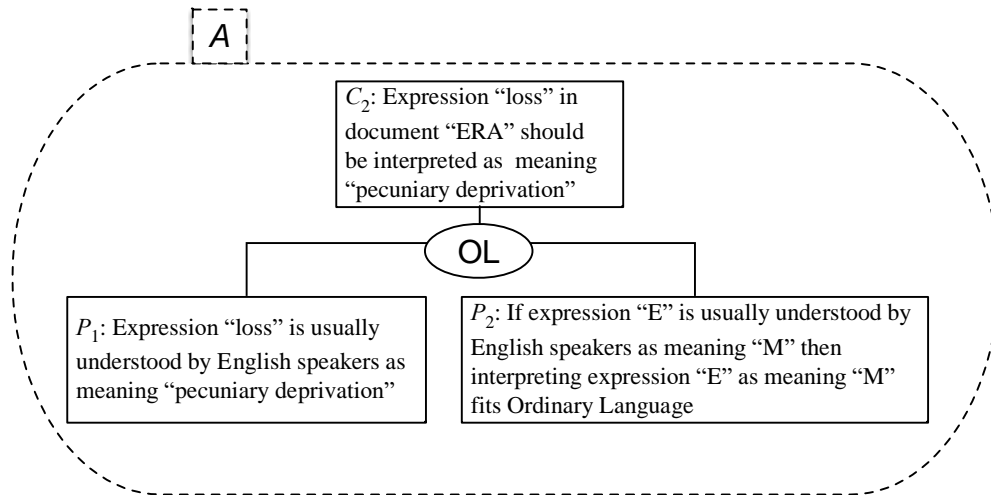 A
C2: Expression “loss” in
document “ERA” should
be interpreted as meaning
“pecuniary deprivation”
OL
P1: Expression “loss” is usually
understood by English speakers as
meaning “pecuniary deprivation”
P2: If expression “E” is usually understood by
English speakers as meaning “M” then
interpreting expression “E” as meaning “M”
fits Ordinary Language